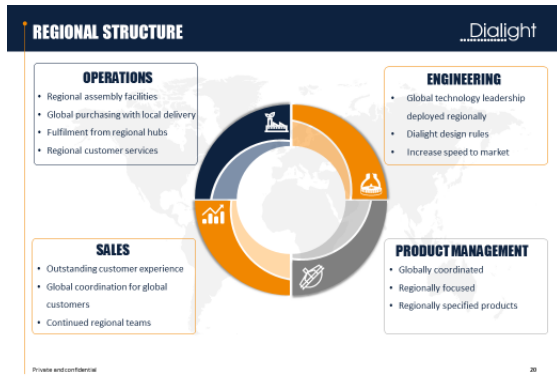 REGIONAL STRUCTURE
Dialight
OPERATIONS
• Regional assembly facilities
• Global purchasing with local delivery
• Fulfilment from regional hubs
• Regional customer services
ENGINEERING
• Global technology leadership
deployed regionally
• Dialight design rules
• Increase speed to market
SALES
• Outstanding customer experience
• Global coordination for global
customers
• Continued regional teams
PRODUCT MANAGEMENT
• Globally coordinated
• Regionally focused
• Regionally specified products
Private and confidential
20